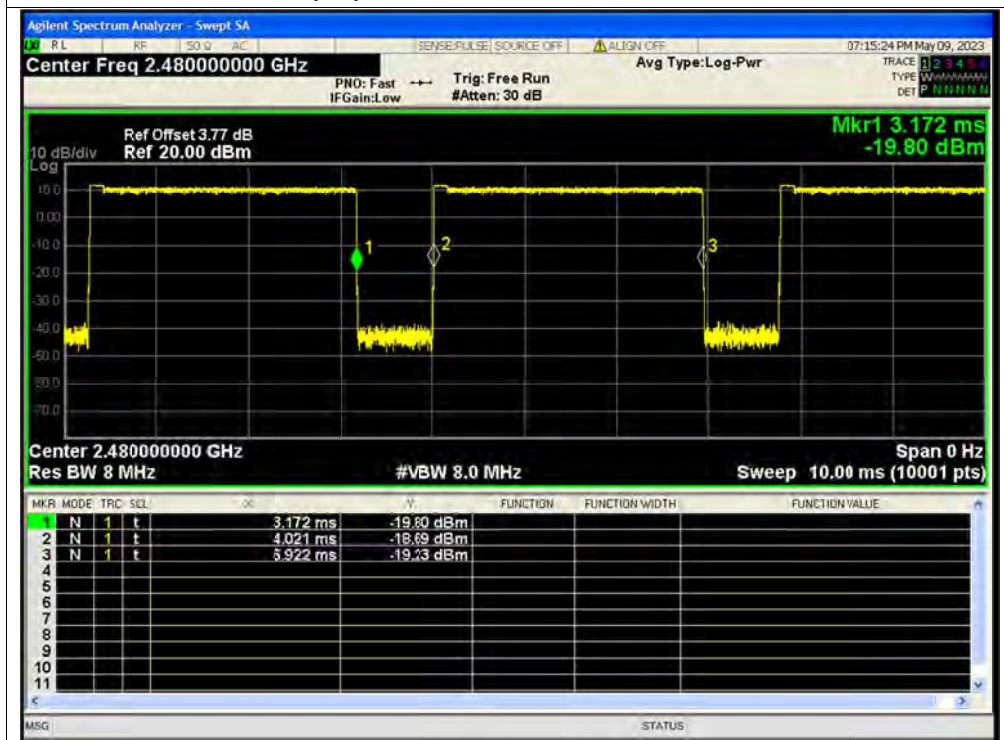 Agilent Spectrum Analyzer - Swept SA
RL RF 50 Ω AC SENSE:PULSE SOURCE OFF ALIGN OFF 07:15:24 PM May 09, 2023
Center Freq 2.480000000 GHz
PNO: Fast
IFGain:Low
Trig: Free Run
#Atten: 30 dB
Avg Type:Log-Pwr
TRACE 1 2 3 4 5 6
TYPE W
DET P N N N N N
Mkr1 3.172 ms
-19.80 dBm
Ref Offset 3.77 dB
10 dB/div Ref 20.00 dBm
Log
10.0
0.00
-10.0
-20.0
-30.0
-40.0
-50.0
-60.0
-70.0
1
2
3
Center 2.480000000 GHz Span 0 Hz
Res BW 8 MHz #VBW 8.0 MHz Sweep 10.00 ms (10001 pts)
MKR MODE TRC SCL X Y FUNCTION FUNCTION WIDTH FUNCTION VALUE
1 N 1 t 3.172 ms -19.80 dBm
2 N 1 t 4.021 ms -18.69 dBm
3 N 1 t 6.922 ms -19.23 dBm
4
5
6
7
8
9
10
11
MSG STATUS